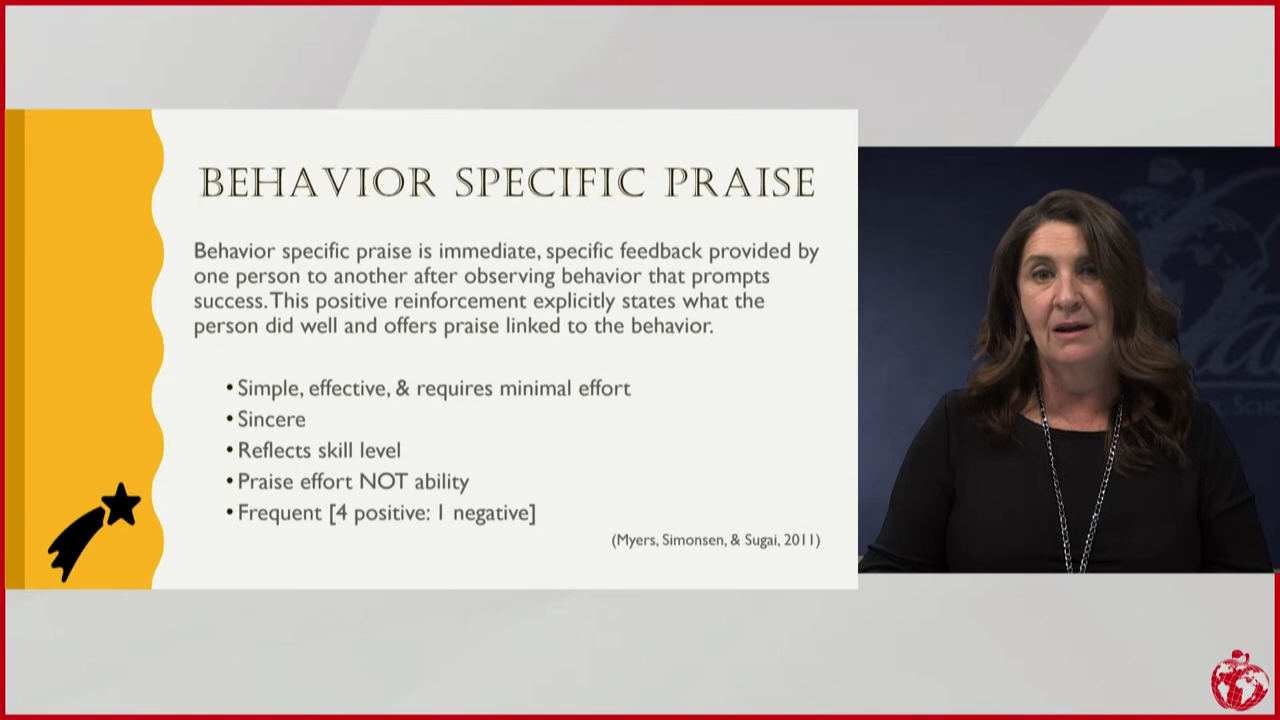 BEHAVIOR SPECIFIC PRAISE
Behavior specific praise is immediate, specific feedback provided by
one person to another after observing behavior that prompts
success. This positive reinforcement explicitly states what the
person did well and offers praise linked to the behavior.
• Simple, effective, & requires minimal effort
• Sincere
• Reflects skill level
• Praise effort NOT ability
• Frequent [4 positive: 1 negative]
(Myers, Simonsen, & Sugai, 2011)